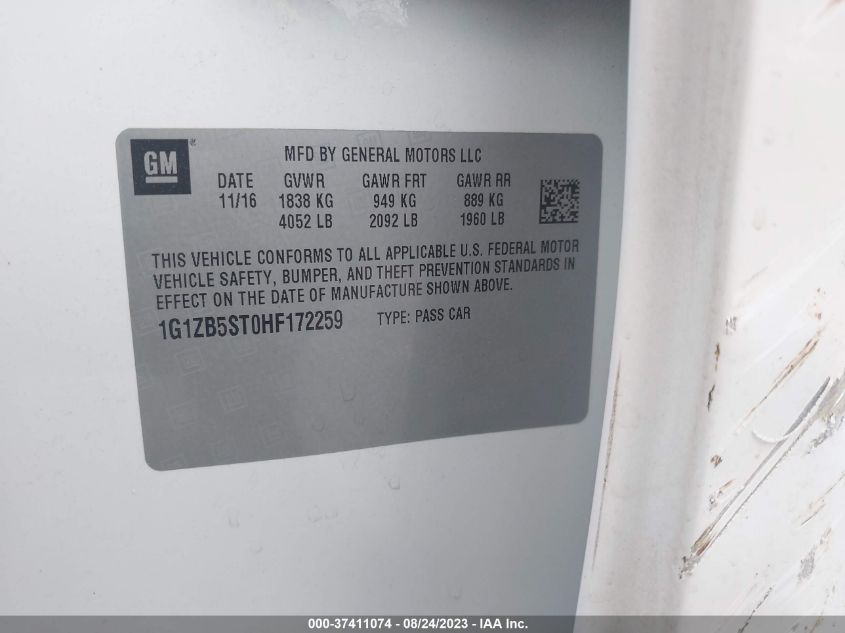 GM
MFD BY GENERAL MOTORS LLC
DATE GVWR GAWR FRT GAWR RR
11/16 1838 KG 949 KG 889 KG
4052 LB 2092 LB 1960 LB
THIS VEHICLE CONFORMS TO ALL APPLICABLE U.S. FEDERAL MOTOR
VEHICLE SAFETY, BUMPER, AND THEFT PREVENTION STANDARDS IN
EFFECT ON THE DATE OF MANUFACTURE SHOWN ABOVE.
1G1ZB5ST0HF172259 TYPE: PASS CAR
000-37411074 - 08/24/2023 - IAA Inc.